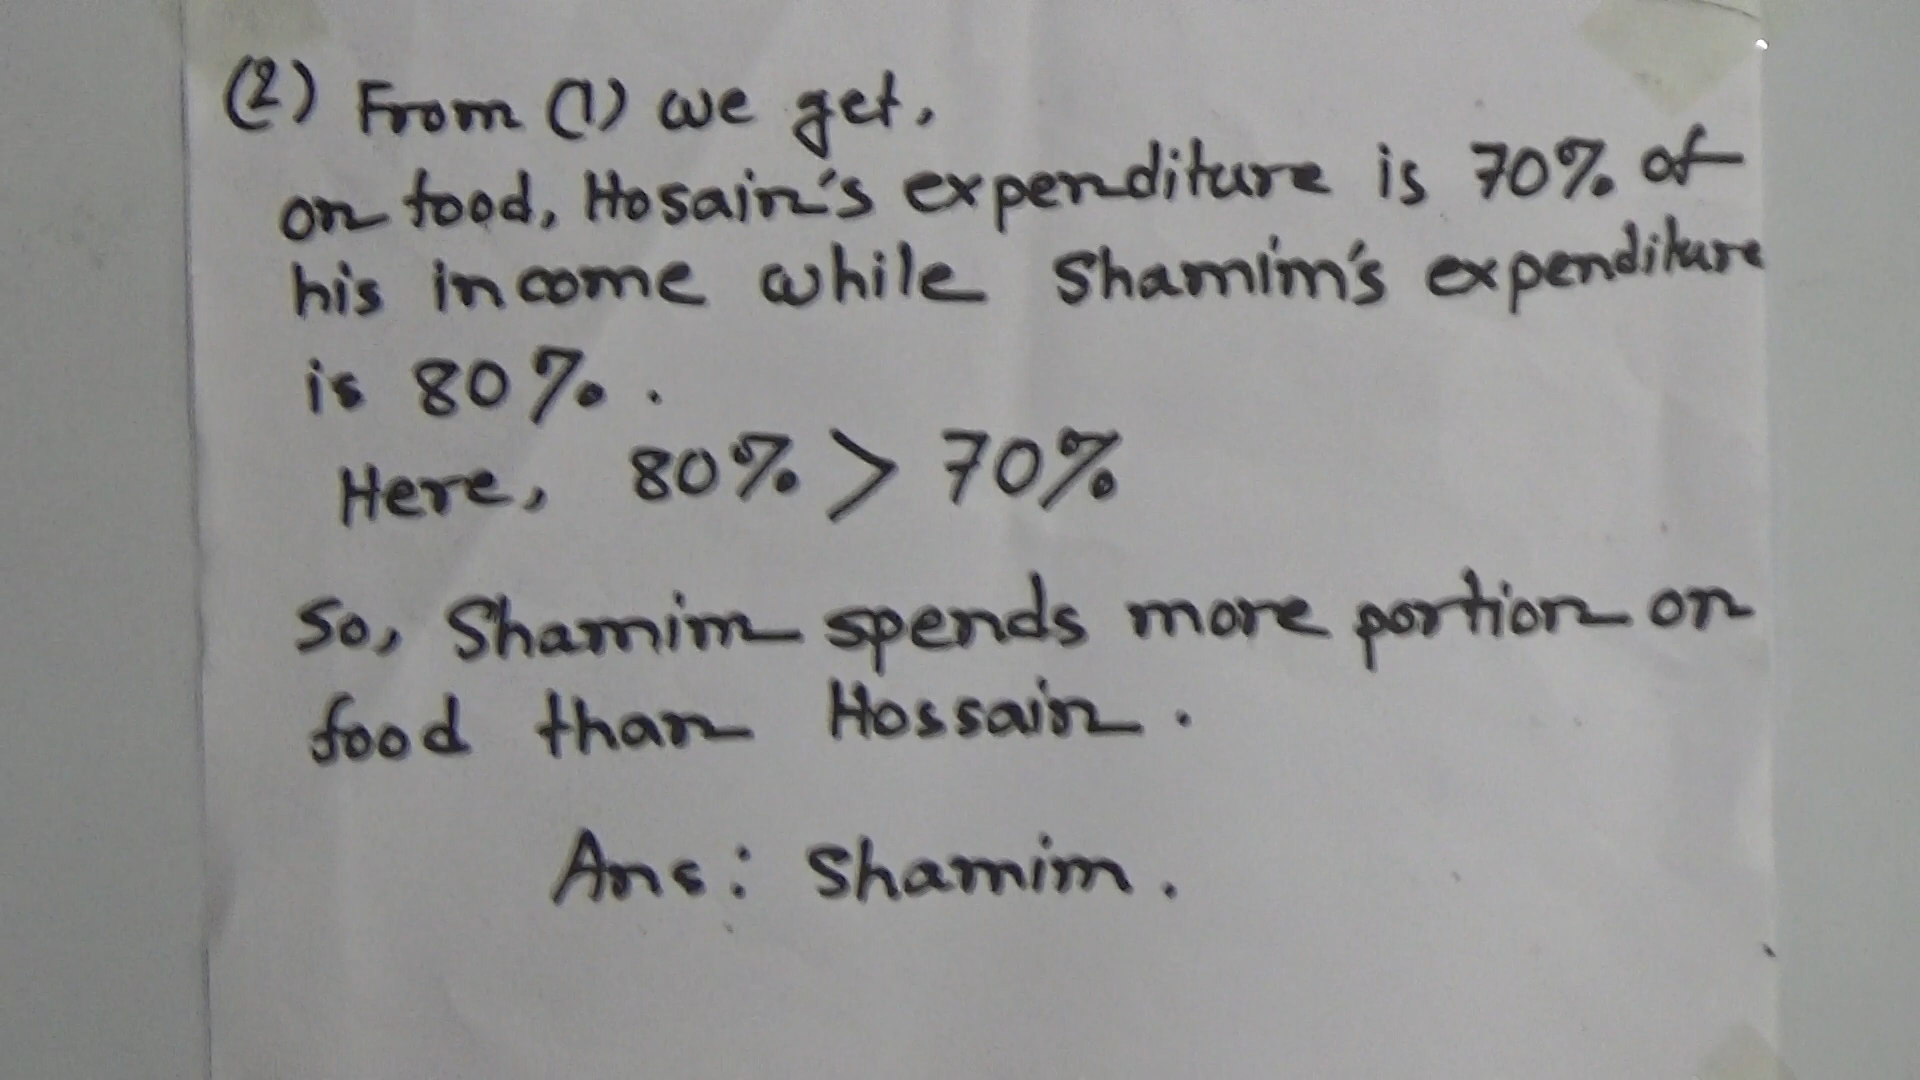 (2) From (1) we get,
on food, Hosain's expenditure is 70% of
his income while Shamim's expenditure
is 80%.
Here, 80% > 70%
So, Shamim spends more portion on
food than Hossain.
Ans: Shamim.